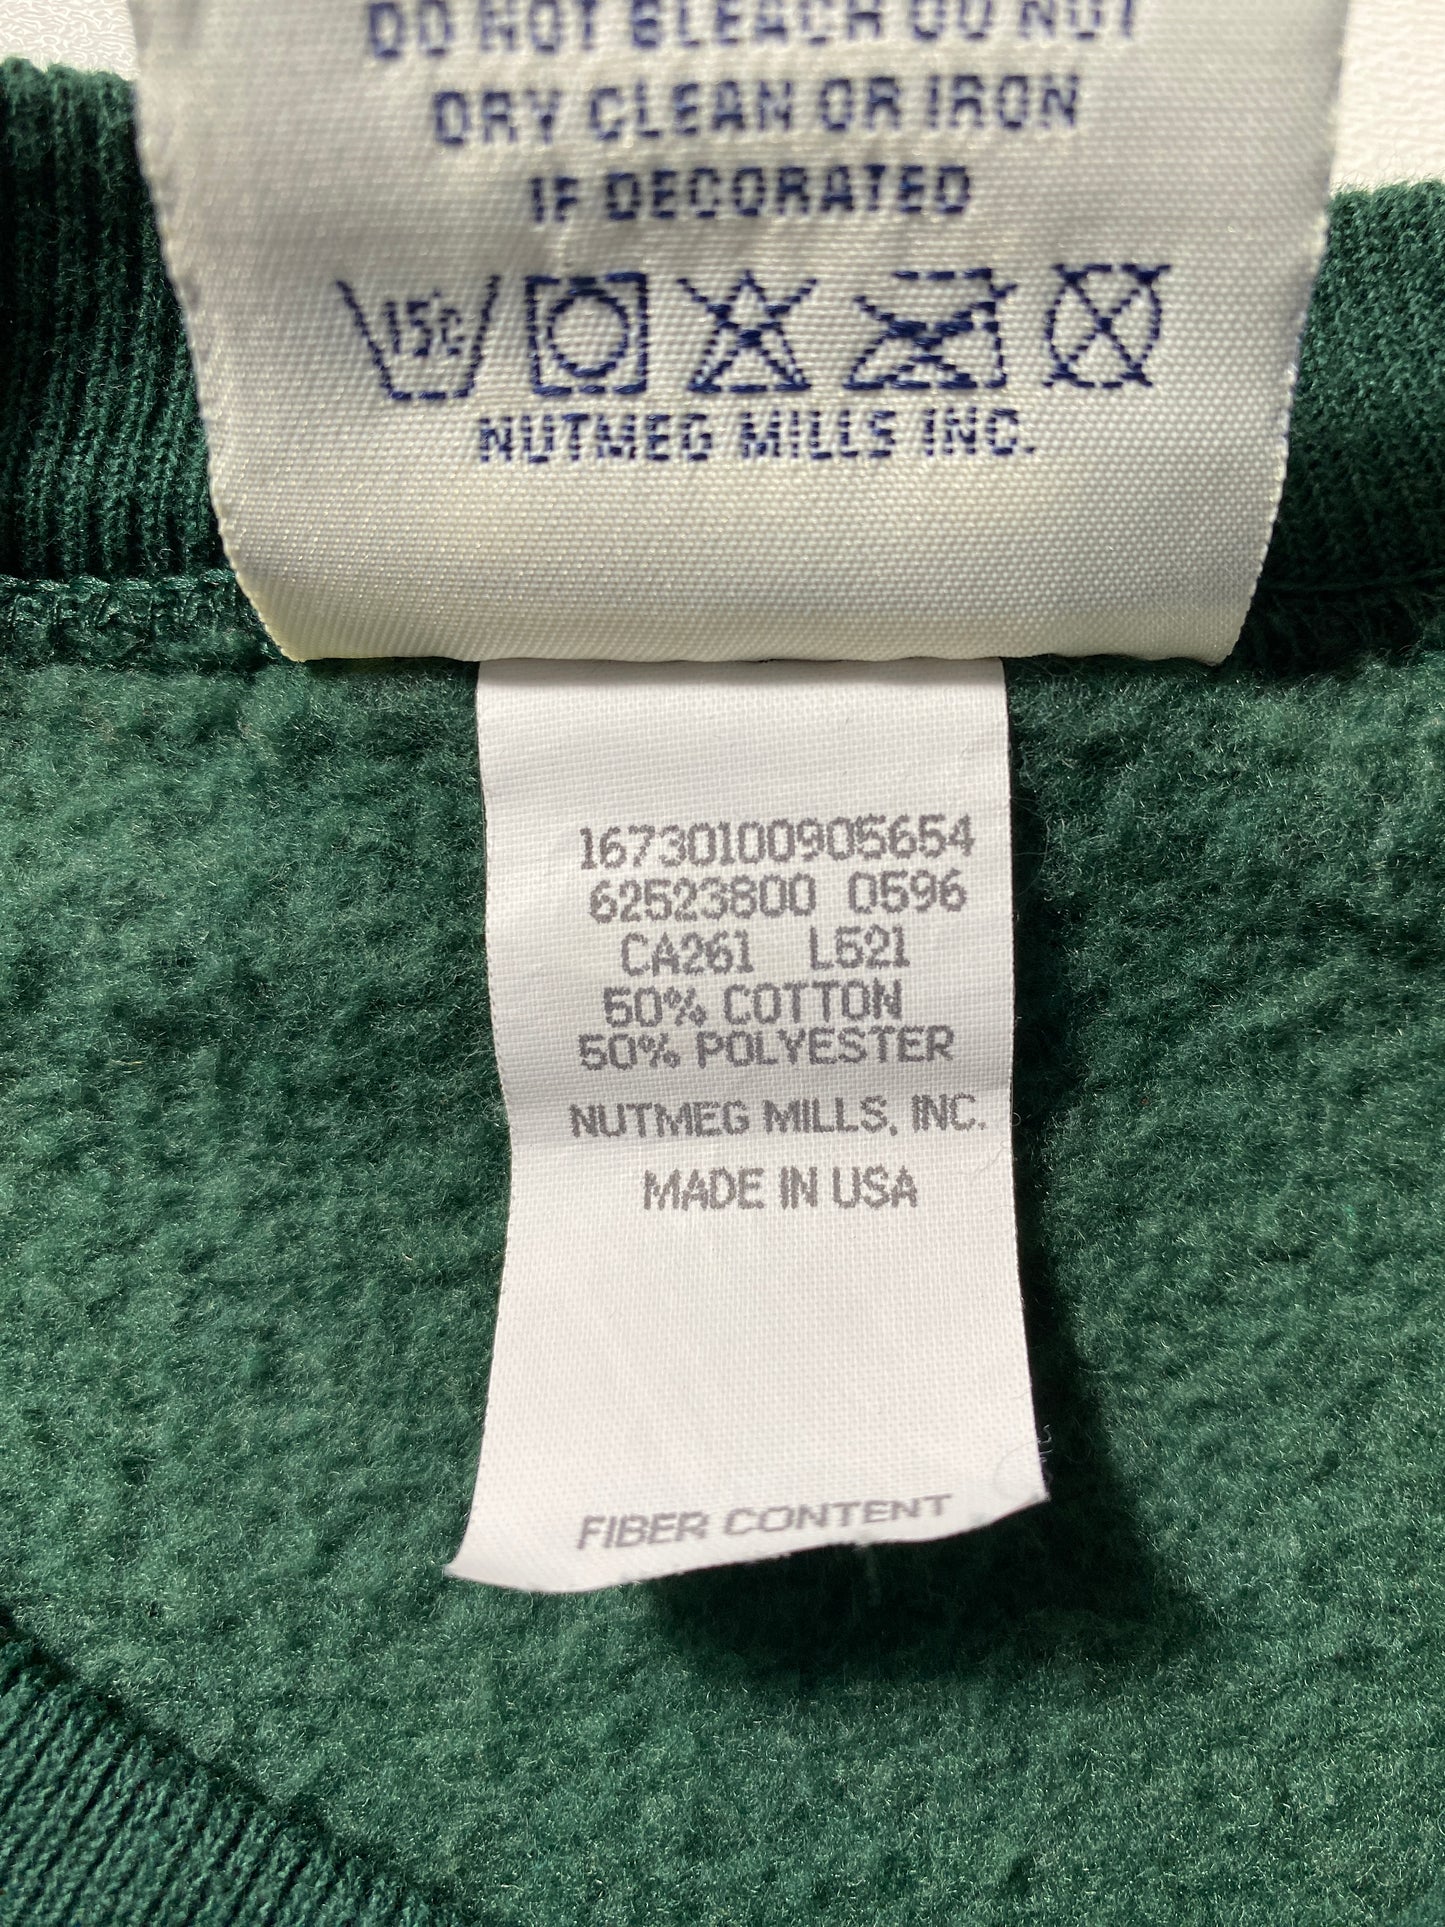 DO NOT BLEACH DO NOT
DRY CLEAN OR IRON
IF DECORATED
15c
NUTMEG MILLS INC.
16730100905654
62523800 0596
CA261 L521
50% COTTON
50% POLYESTER
NUTMEG MILLS, INC.
MADE IN USA
FIBER CONTENT